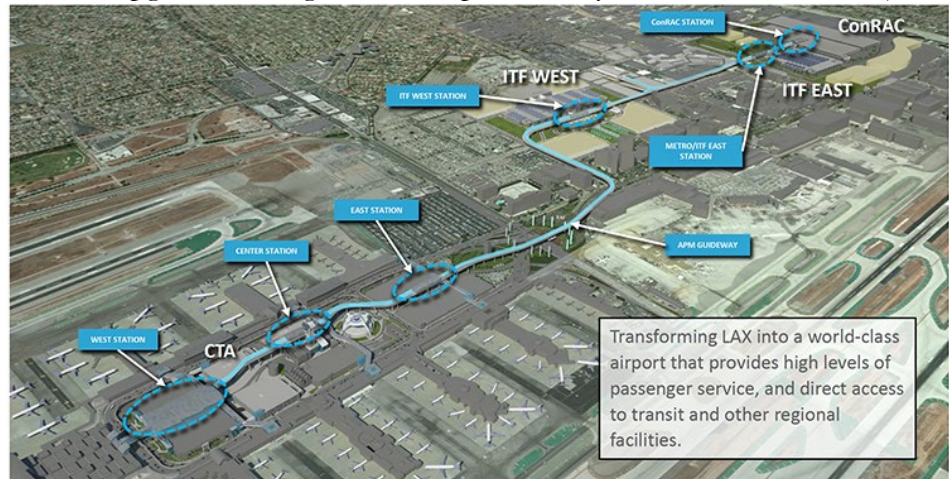 ConRAC STATION
ConRAC
ITF WEST
ITF EAST
ITF WEST STATION
METRO/ITF EAST
STATION
EAST STATION
CENTER STATION
APM GUIDEWAY
WEST STATION
CTA
Transforming LAX into a world-class
airport that provides high levels of
passenger service, and direct access
to transit and other regional
facilities.